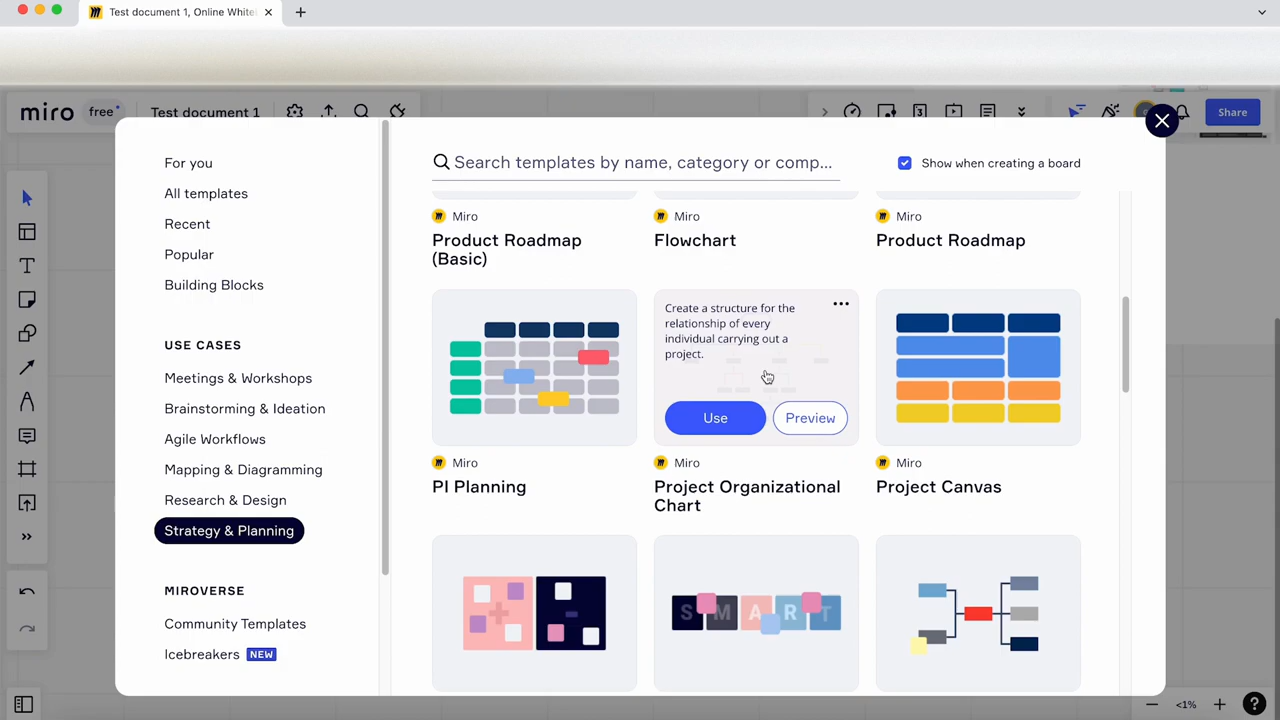 Test document 1, Online White
miro free
Test document 1
3
Share
For you
All templates
Recent
Popular
Building Blocks
USE CASES
Meetings & Workshops
Brainstorming & Ideation
Agile Workflows
Mapping & Diagramming
Research & Design
Strategy & Planning
MIROVERSE
Community Templates
Icebreakers NEW
Search templates by name, category or comp...
Show when creating a board
Miro
Product Roadmap
(Basic)
Miro
Flowchart
Miro
Product Roadmap
Miro
PI Planning
Create a structure for the
relationship of every
individual carrying out a
project.
Use
Preview
Miro
Project Organizational
Chart
Miro
Project Canvas
S M A R T
<1%
?